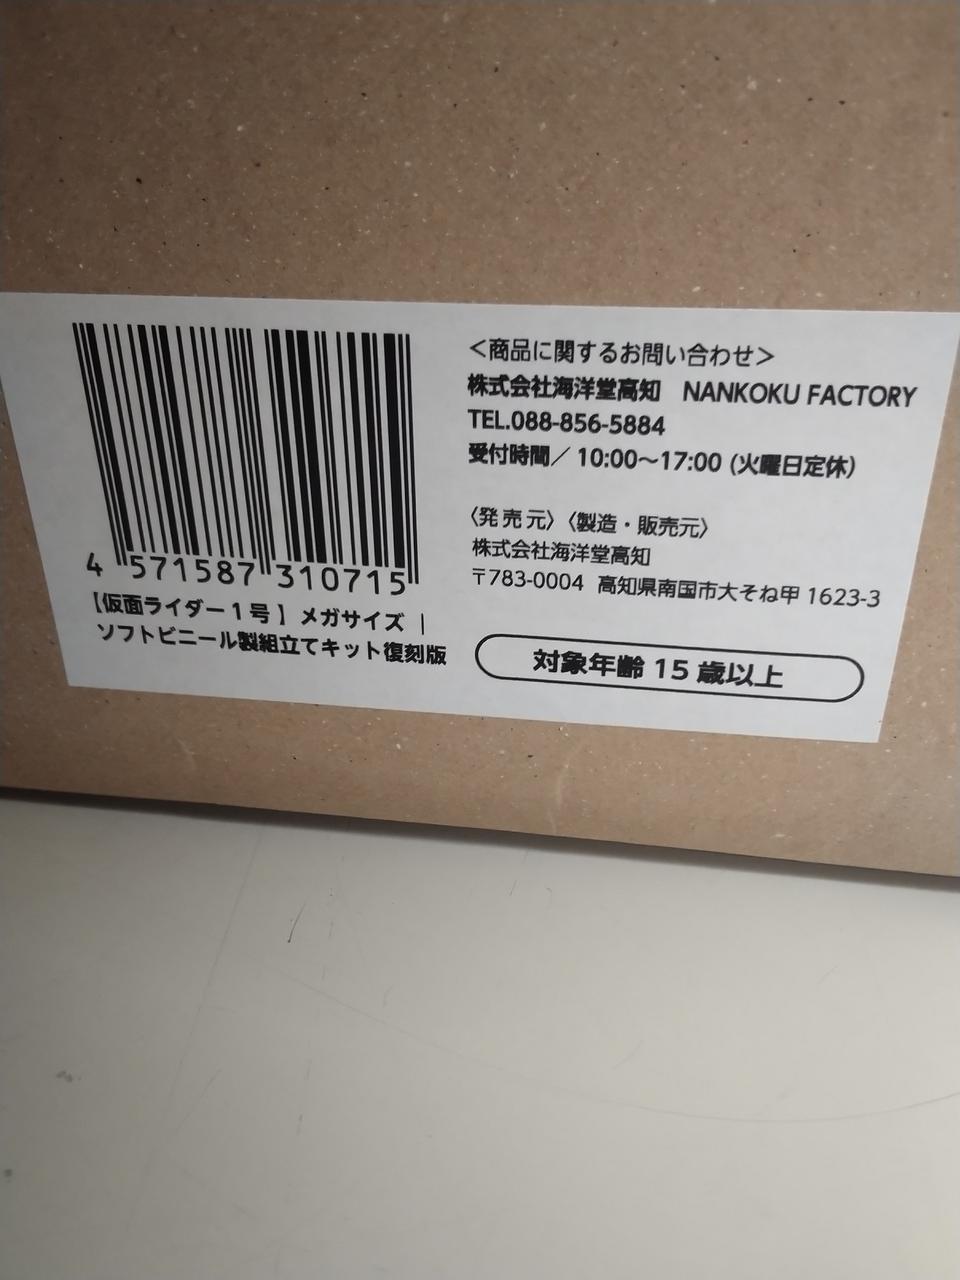 4 571587 310715
【仮面ライダー1号】メガサイズ |
ソフトビニール製組立てキット復刻版
＜商品に関するお問い合わせ＞
株式会社海洋堂高知　NANKOKU FACTORY
TEL.088-856-5884
受付時間／10:00～17:00 (火曜日定休)
〈発売元〉〈製造・販売元〉
株式会社海洋堂高知
〒783-0004 高知県南国市大そね甲 1623-3
対象年齢 15 歳以上